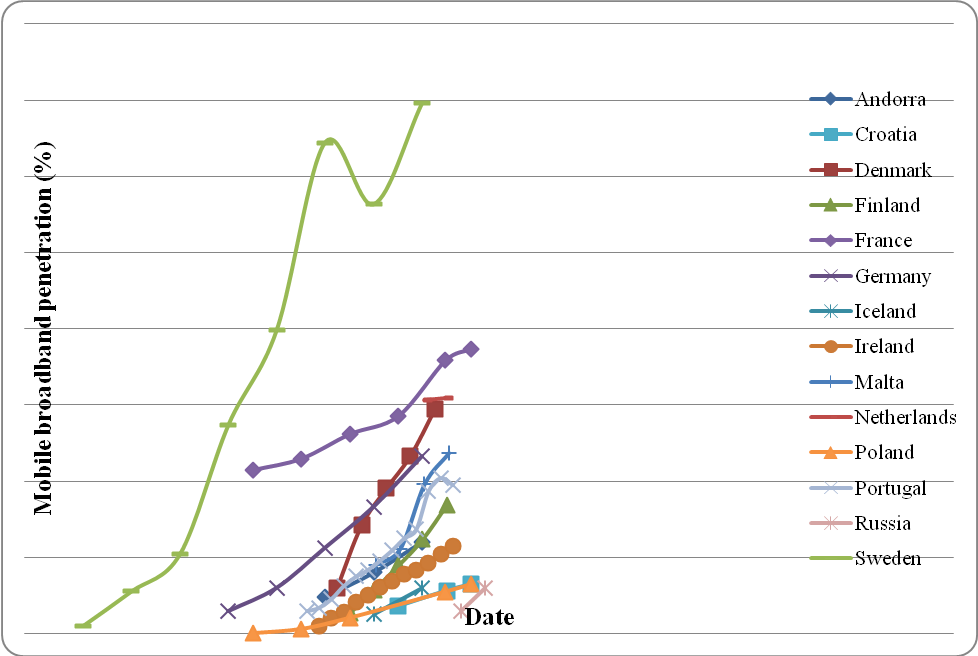 Mobile broadband penetration (%)
Andorra
Croatia
Denmark
Finland
France
Germany
Iceland
Ireland
Malta
Netherlands
Poland
Portugal
Russia
Sweden
Date